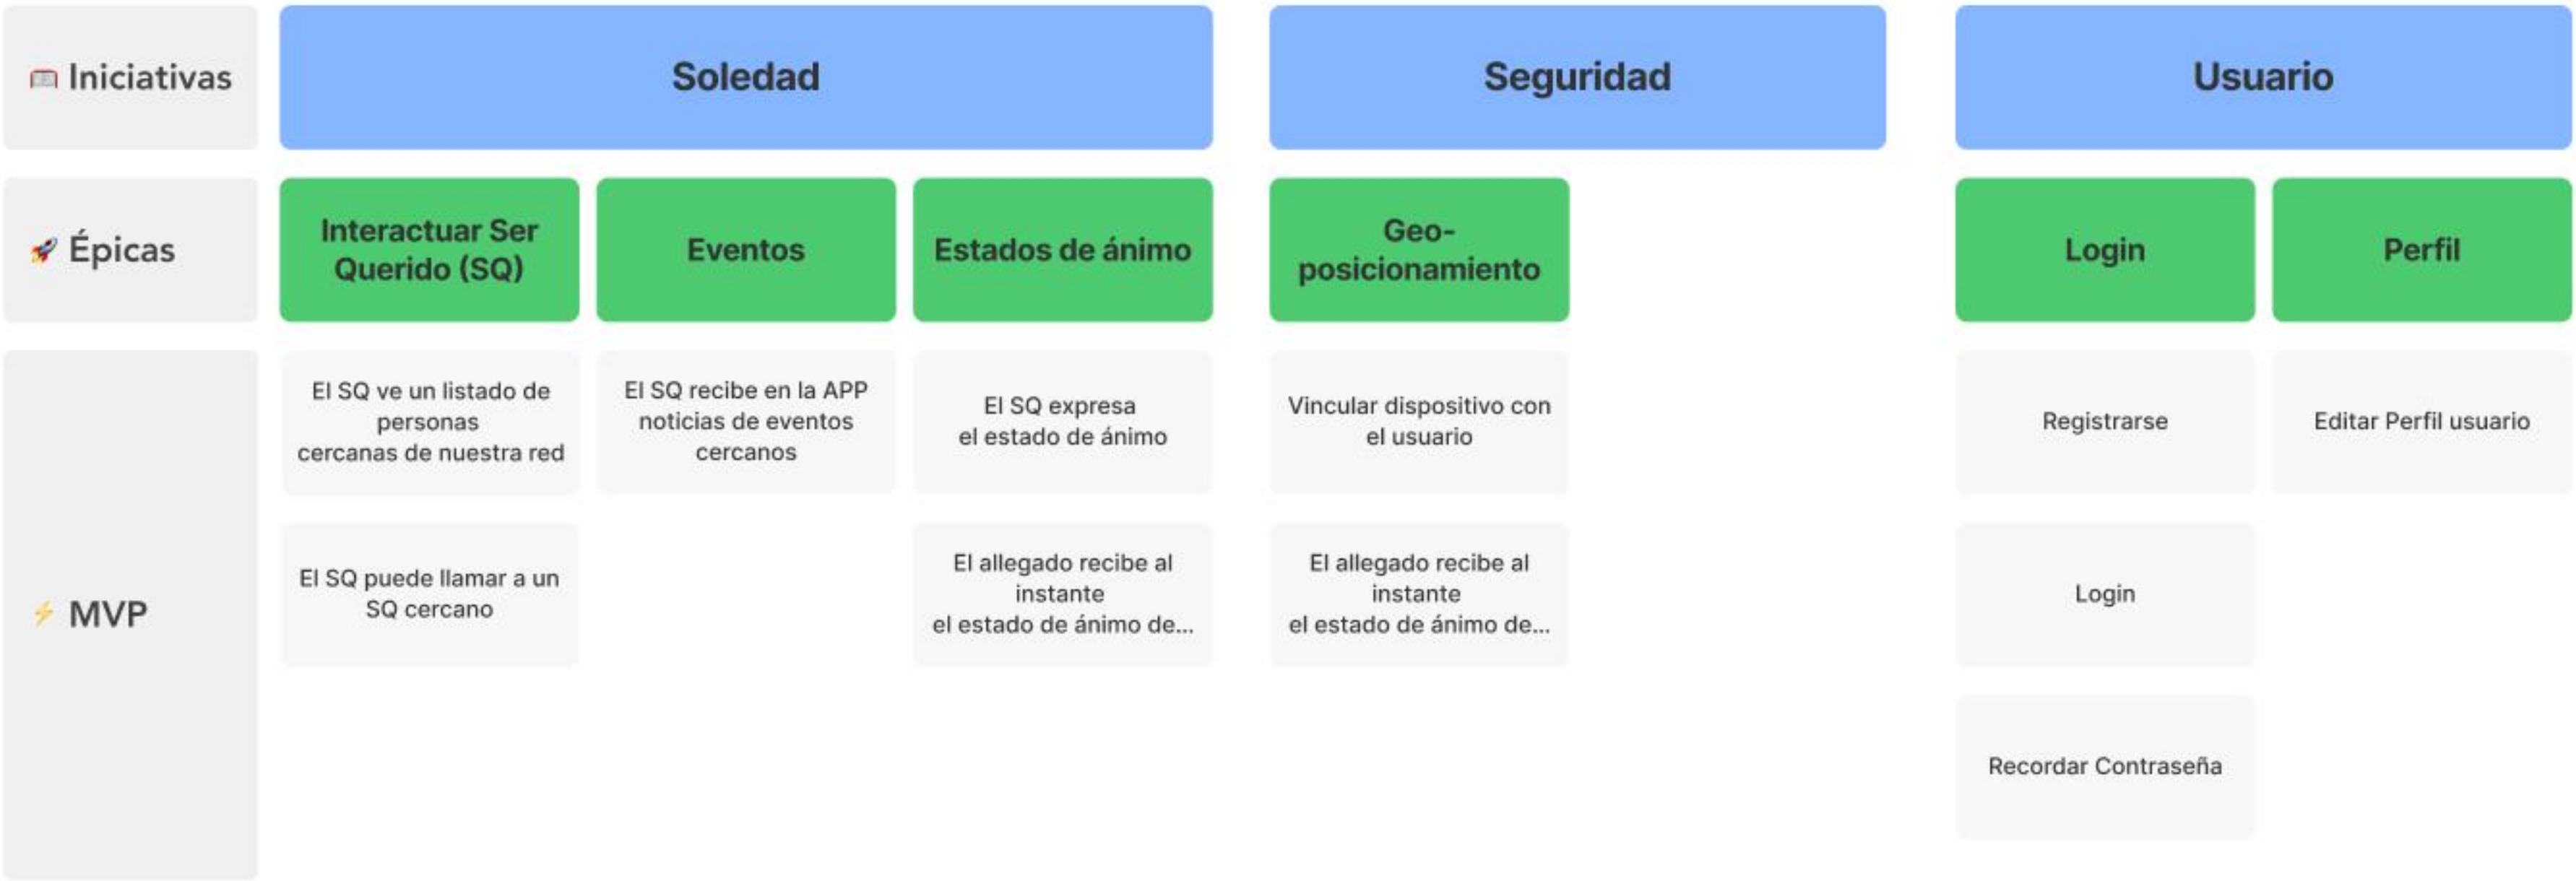 Iniciativas
Soledad
Seguridad
Usuario
Épicas
Interactuar Ser
Querido (SQ)
Eventos
Estados de ánimo
Geo-
posicionamiento
Login
Perfil
MVP
El SQ ve un listado de
personas
cercanas de nuestra red
El SQ recibe en la APP
noticias de eventos
cercanos
El SQ expresa
el estado de ánimo
Vincular dispositivo con
el usuario
Registrarse
Editar Perfil usuario
El SQ puede llamar a un
SQ cercano
El allegado recibe al
instante
el estado de ánimo de...
El allegado recibe al
instante
el estado de ánimo de...
Login
Recordar Contraseña